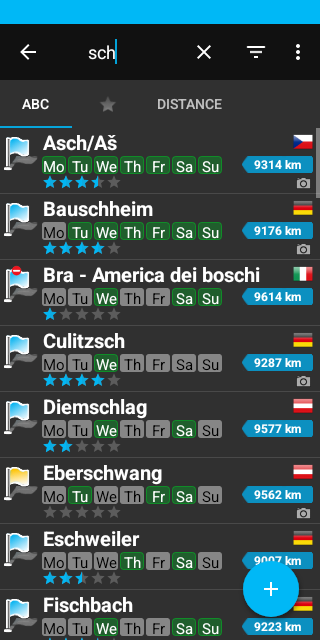 sch
ABC DISTANCE
Asch/Aš
Mo Tu We Th Fr Sa Su 9314 km
Bauschheim
Mo Tu We Th Fr Sa Su 9176 km
Bra - America dei boschi
Mo Tu We Th Fr Sa Su 9614 km
Culitzsch
Mo Tu We Th Fr Sa Su 9287 km
Diemschlag
Mo Tu We Th Fr Sa Su 9577 km
Eberschwang
Mo Tu We Th Fr Sa Su 9562 km
Eschweiler
Mo Tu We Th Fr Sa Su km
Fischbach
Mo Tu We Th Fr Sa Su 9223 km